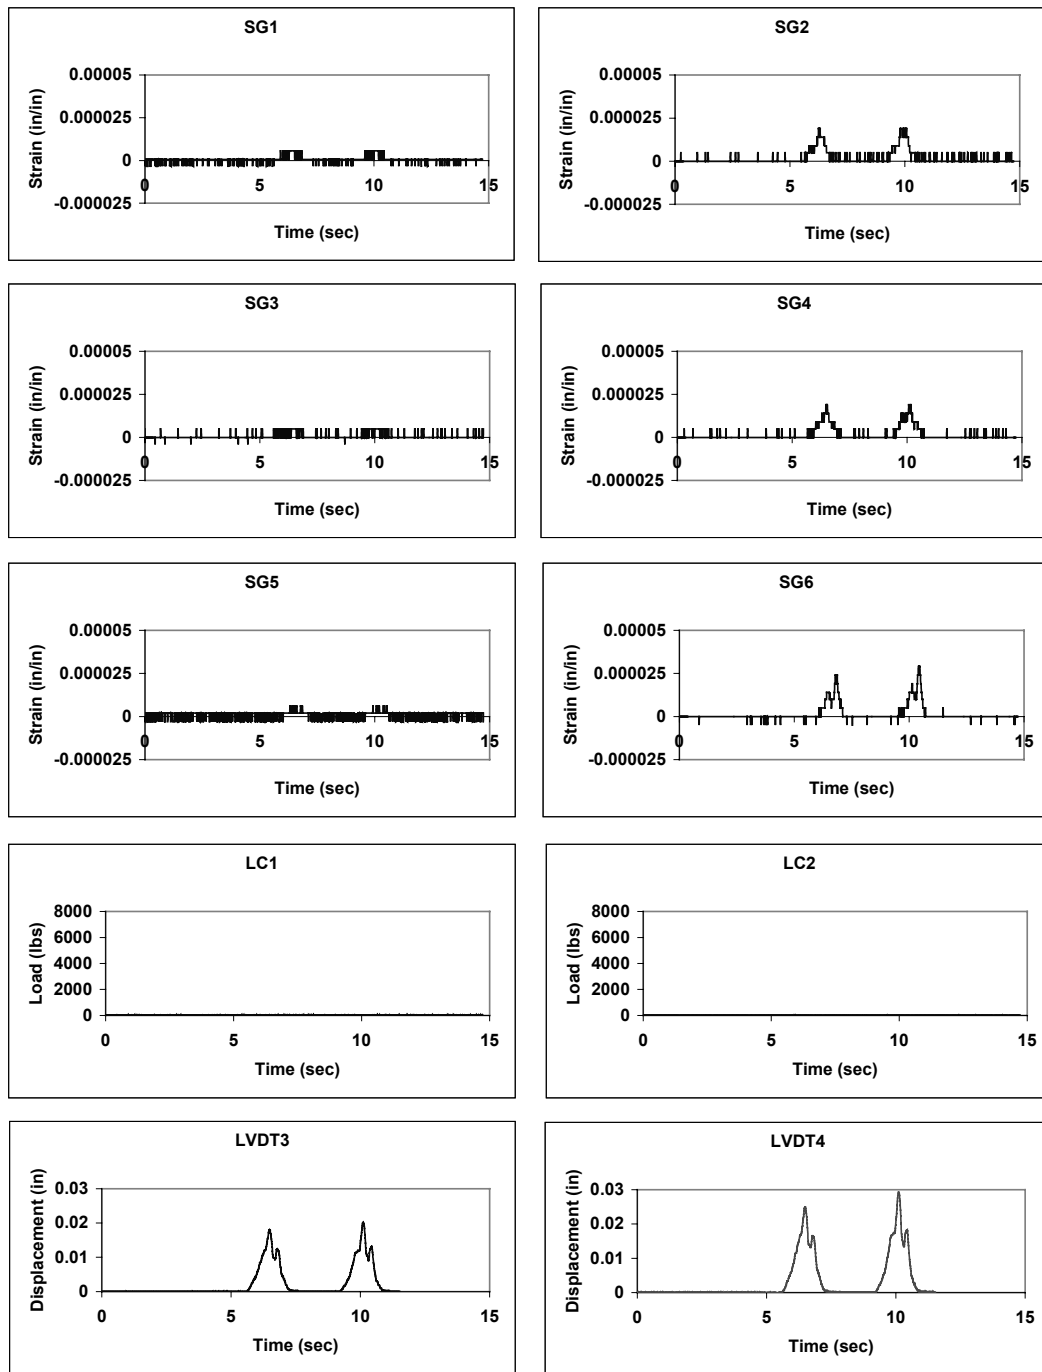 SG1
0.00005
0.000025
0
-0.000025
Strain (in/in)
0 5 10 15
Time (sec)
SG2
0.00005
0.000025
0
-0.000025
Strain (in/in)
0 5 10 15
Time (sec)
SG3
0.00005
0.000025
0
-0.000025
Strain (in/in)
0 5 10 15
Time (sec)
SG4
0.00005
0.000025
0
-0.000025
Strain (in/in)
0 5 10 15
Time (sec)
SG5
0.00005
0.000025
0
-0.000025
Strain (in/in)
0 5 10 15
Time (sec)
SG6
0.00005
0.000025
0
-0.000025
Strain (in/in)
0 5 10 15
Time (sec)
LC1
8000
6000
4000
2000
0
Load (lbs)
0 5 10 15
Time (sec)
LC2
8000
6000
4000
2000
0
Load (lbs)
0 5 10 15
Time (sec)
LVDT3
0.03
0.02
0.01
0
Displacement (in)
0 5 10 15
Time (sec)
LVDT4
0.03
0.02
0.01
0
Displacement (in)
0 5 10 15
Time (sec)